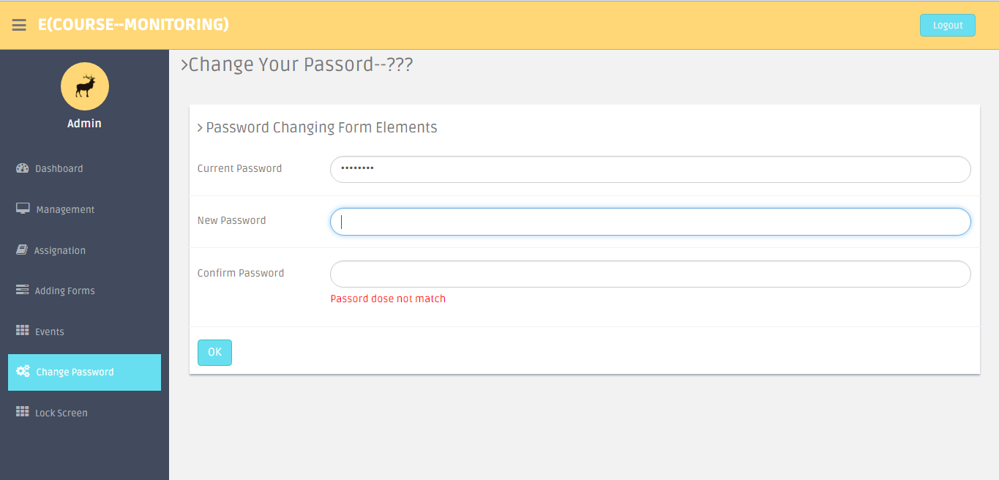 E(COURSE--MONITORING)
Logout
Admin
Dashboard
Management
Assignation
Adding Forms
Events
Change Password
Lock Screen
>Change Your Passord--???
> Password Changing Form Elements
Current Password
••••••••
New Password
Confirm Password
Passord dose not match
OK